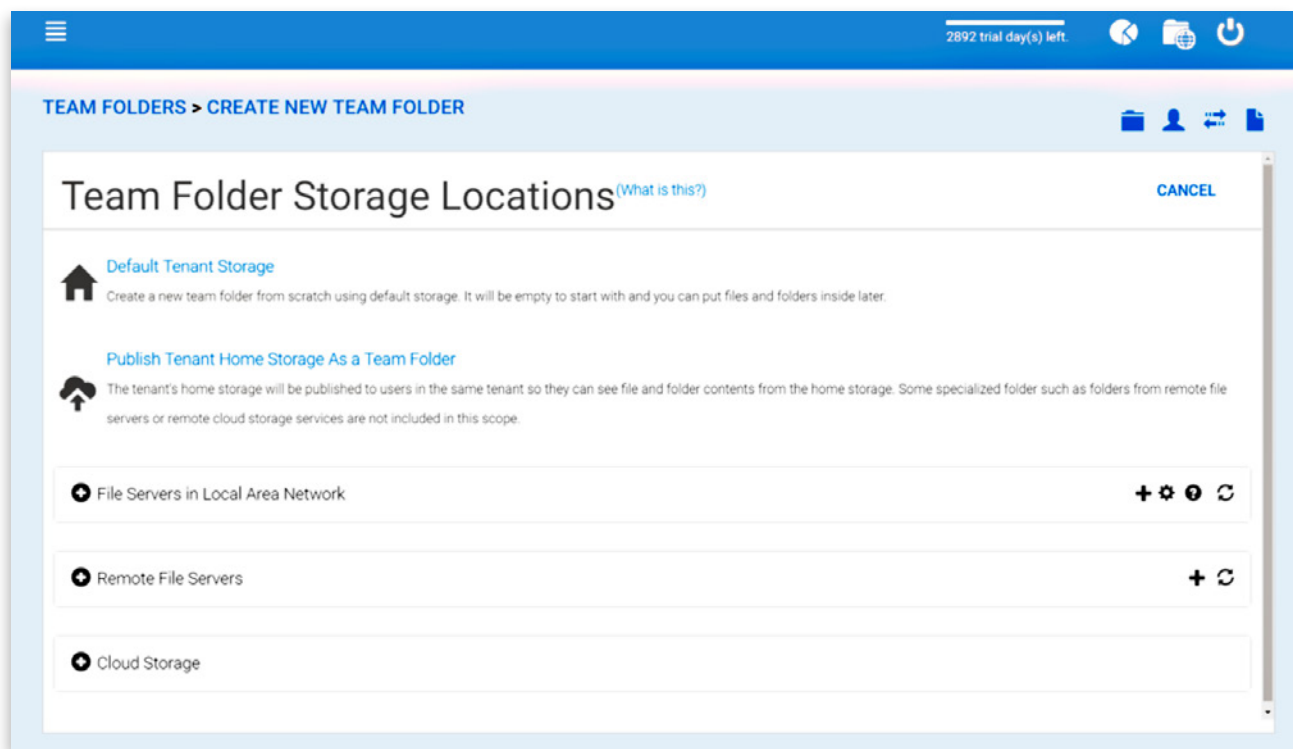 2892 trial day(s) left.
TEAM FOLDERS > CREATE NEW TEAM FOLDER
Team Folder Storage Locations(What is this?)
CANCEL
Default Tenant Storage
Create a new team folder from scratch using default storage. It will be empty to start with and you can put files and folders inside later.
Publish Tenant Home Storage As a Team Folder
The tenant's home storage will be published to users in the same tenant so they can see file and folder contents from the home storage. Some specialized folder such as folders from remote file
servers or remote cloud storage services are not included in this scope.
File Servers in Local Area Network
Remote File Servers
Cloud Storage